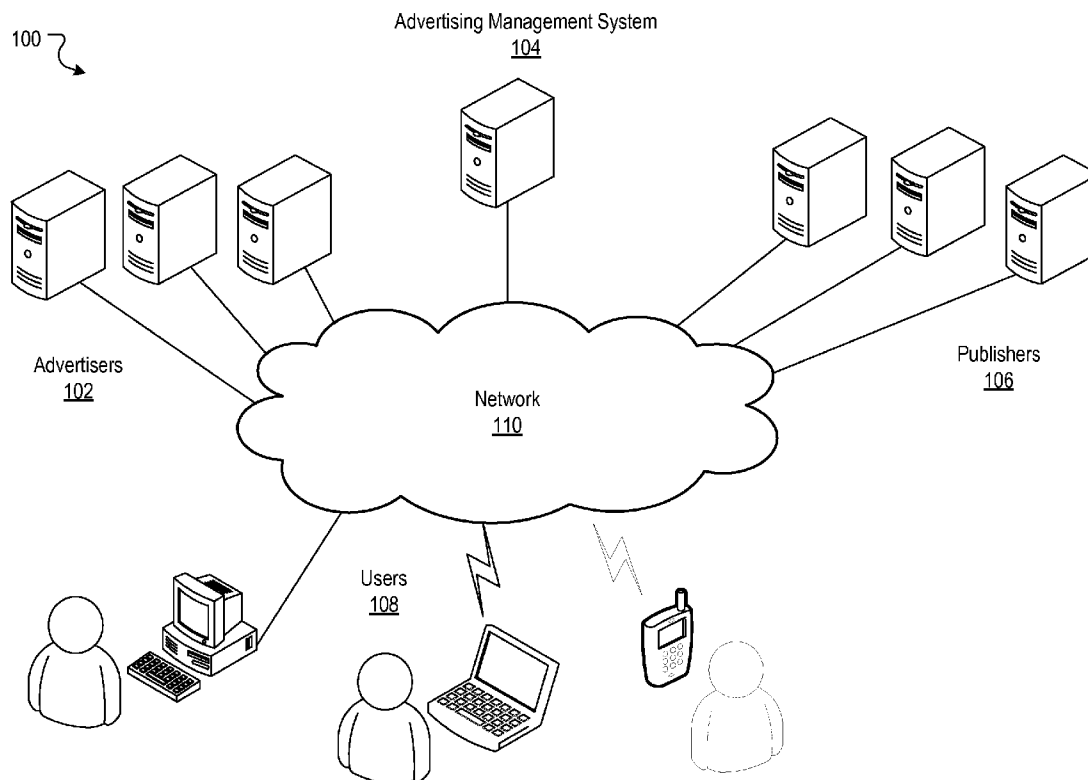 Advertising Management System
104
100
Advertisers
102
Publishers
106
Network
110
Users
108